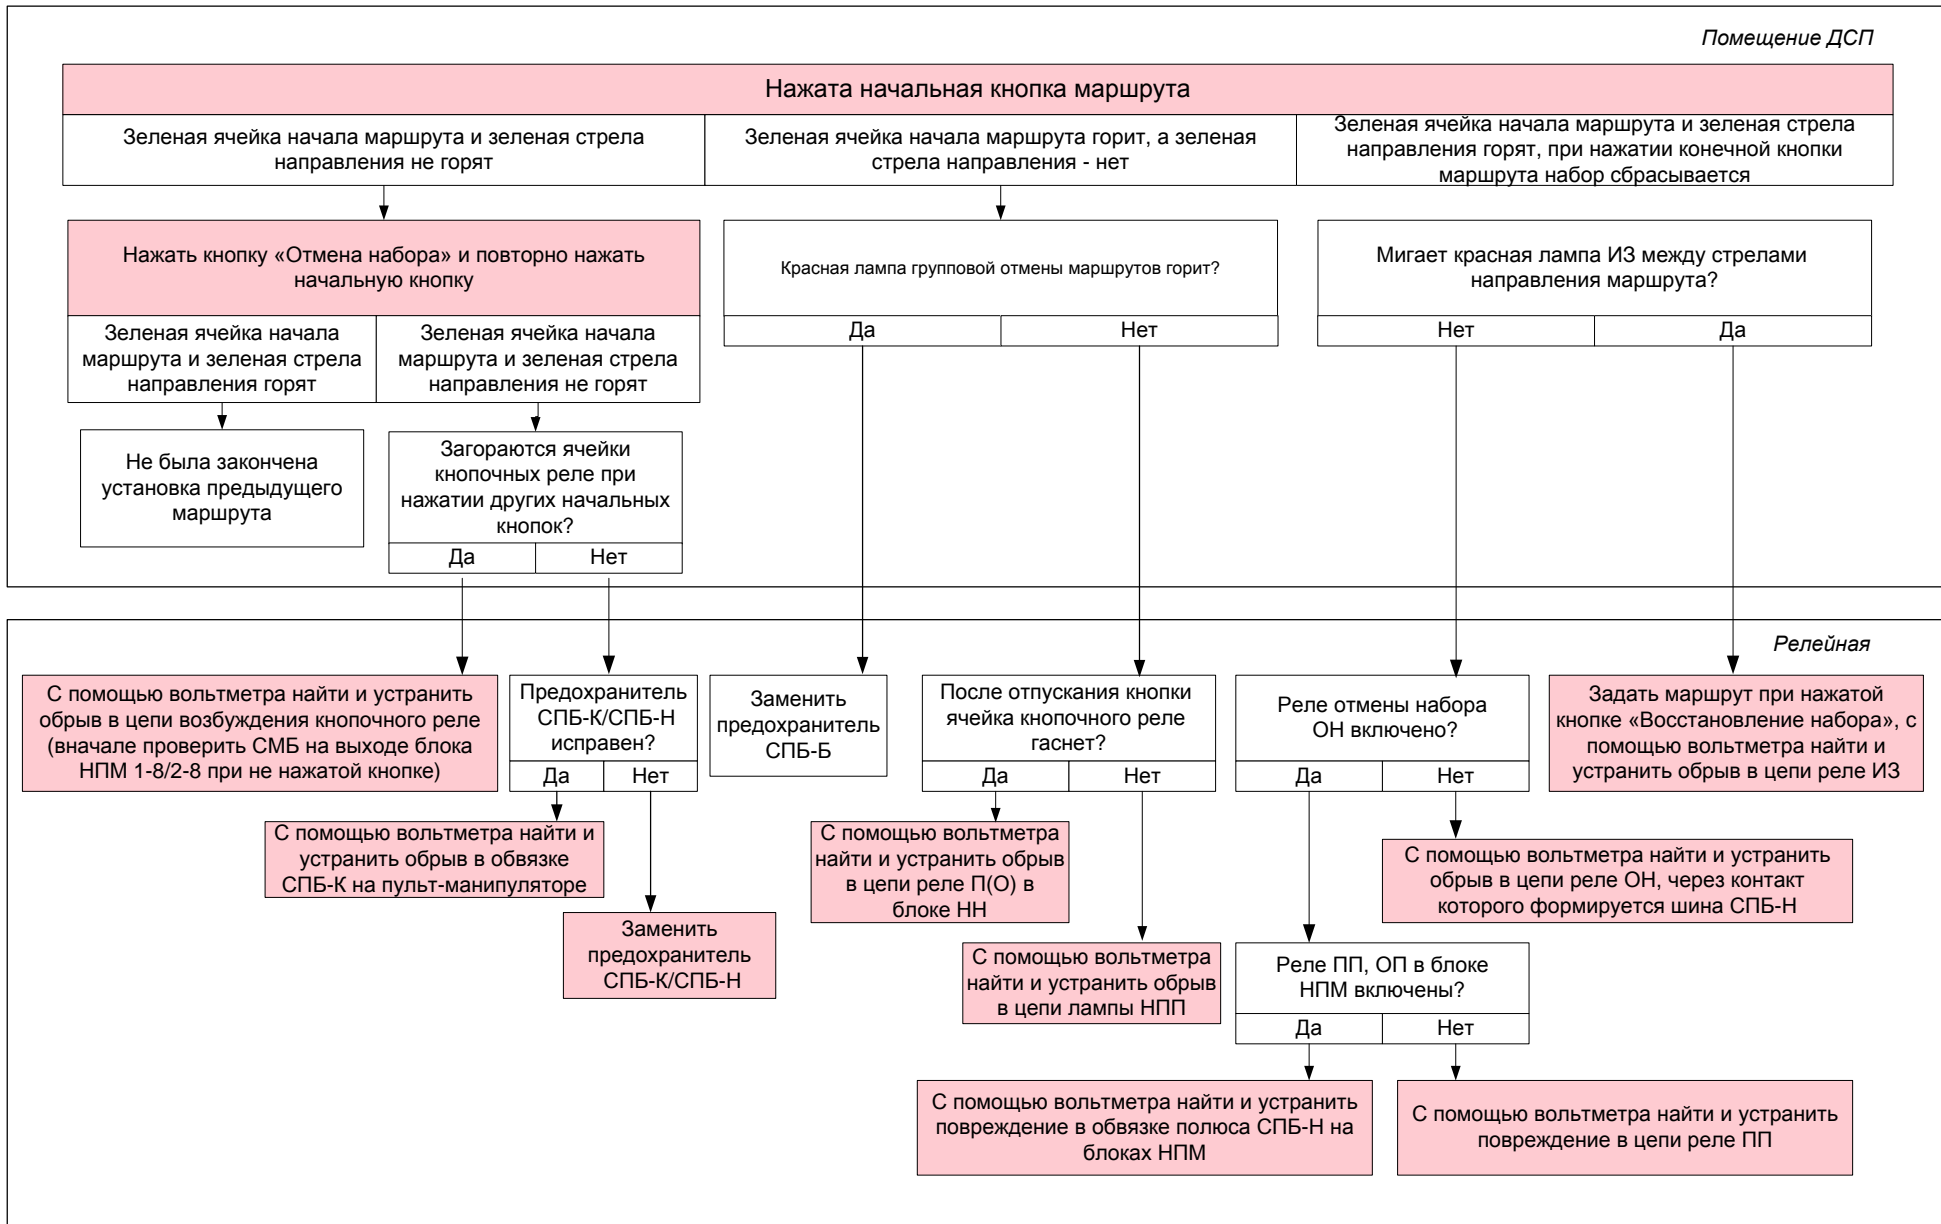 Помещение ДСП
Нажата начальная кнопка маршрута
Зеленая ячейка начала маршрута и зеленая стрела
направления не горят
Зеленая ячейка начала маршрута горит, а зеленая
стрела направления - нет
Зеленая ячейка начала маршрута и зеленая стрела
направления горят, при нажатии конечной кнопки
маршрута набор сбрасывается
Нажать кнопку «Отмена набора» и повторно нажать
начальную кнопку
Красная лампа групповой отмены маршрутов горит?
Мигает красная лампа ИЗ между стрелами
направления маршрута?
Зеленая ячейка начала
маршрута и зеленая стрела
направления горят
Зеленая ячейка начала
маршрута и зеленая стрела
направления не горят
Да
Нет
Нет
Да
Не была закончена
установка предыдущего
маршрута
Загораются ячейки
кнопочных реле при
нажатии других начальных
кнопок?
Да
Нет
Релейная
С помощью вольтметра найти и устранить
обрыв в цепи возбуждения кнопочного реле
(вначале проверить СМБ на выходе блока
НПМ 1-8/2-8 при не нажатой кнопке)
Предохранитель
СПБ-К/СПБ-Н
исправен?
Да
Нет
Заменить
предохранитель
СПБ-Б
После отпускания кнопки
ячейка кнопочного реле
гаснет?
Да
Нет
Реле отмены набора
ОН включено?
Да
Нет
Задать маршрут при нажатой
кнопке «Восстановление набора», с
помощью вольтметра найти и
устранить обрыв в цепи реле ИЗ
С помощью вольтметра найти и
устранить обрыв в обвязке
СПБ-К на пульт-манипуляторе
Заменить
предохранитель
СПБ-К/СПБ-Н
С помощью вольтметра
найти и устранить обрыв
в цепи реле П(О) в
блоке НН
С помощью вольтметра
найти и устранить обрыв
в цепи лампы НПП
С помощью вольтметра найти и устранить
обрыв в цепи реле ОН, через контакт
которого формируется шина СПБ-Н
Реле ПП, ОП в блоке
НПМ включены?
Да
Нет
С помощью вольтметра найти и устранить
повреждение в обвязке полюса СПБ-Н на
блоках НПМ
С помощью вольтметра найти и устранить
повреждение в цепи реле ПП